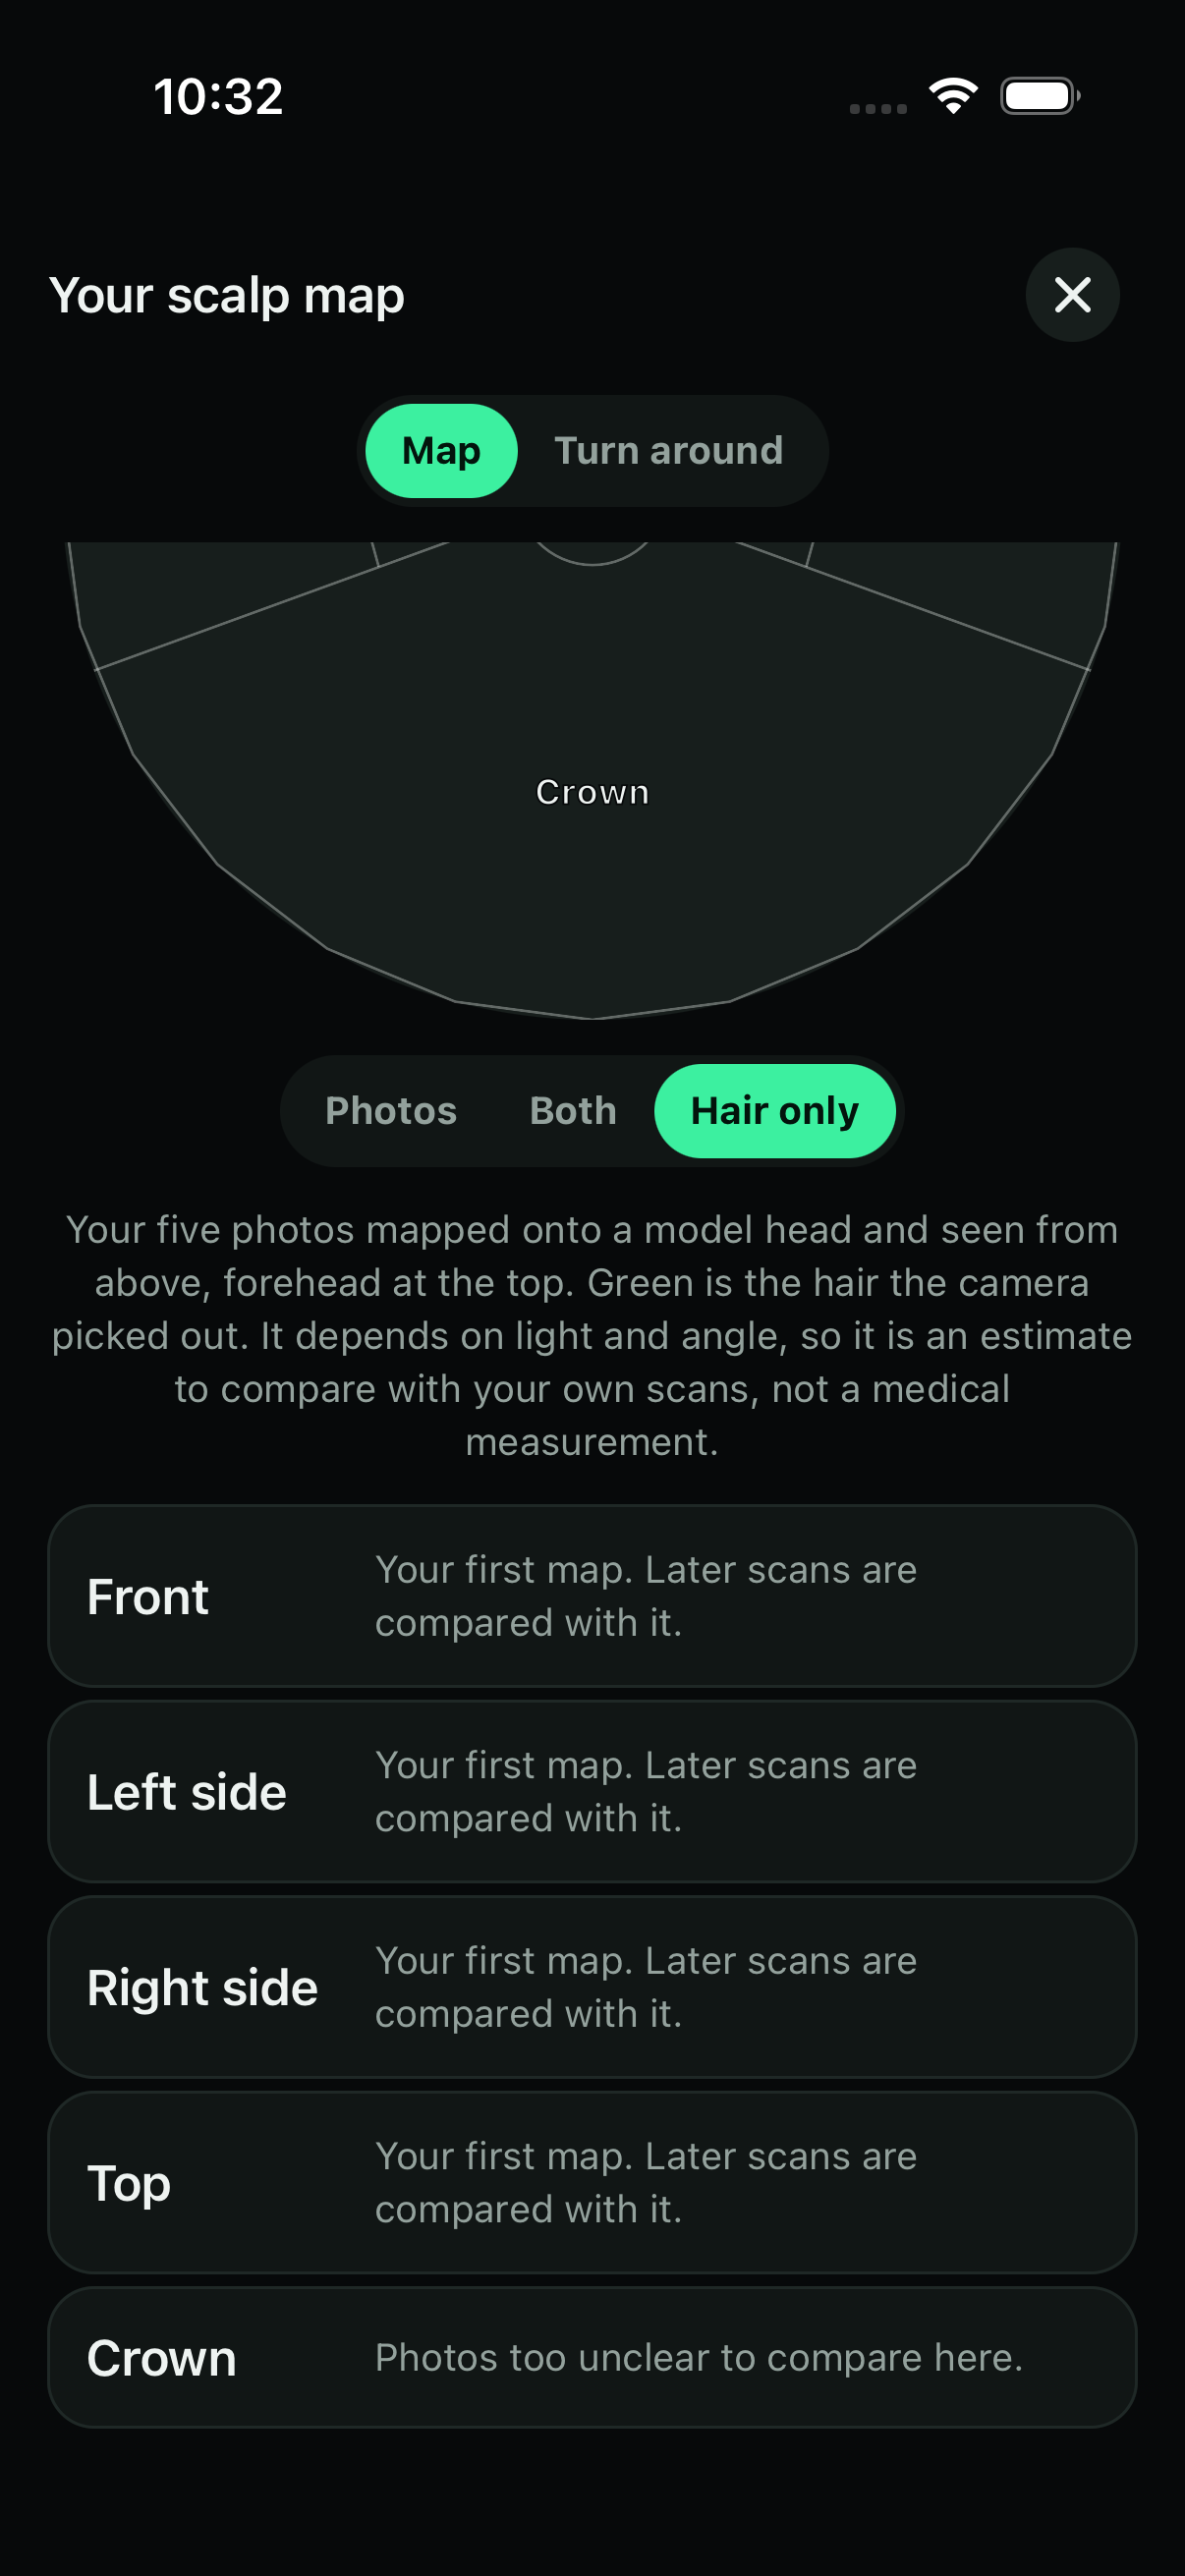 10:32
Your scalp map
Map
Turn around
Crown
Photos
Both
Hair only
Your five photos mapped onto a model head and seen from
above, forehead at the top. Green is the hair the camera
picked out. It depends on light and angle, so it is an estimate
to compare with your own scans, not a medical
measurement.
Front
Your first map. Later scans are
compared with it.
Left side
Your first map. Later scans are
compared with it.
Right side
Your first map. Later scans are
compared with it.
Top
Your first map. Later scans are
compared with it.
Crown
Photos too unclear to compare here.